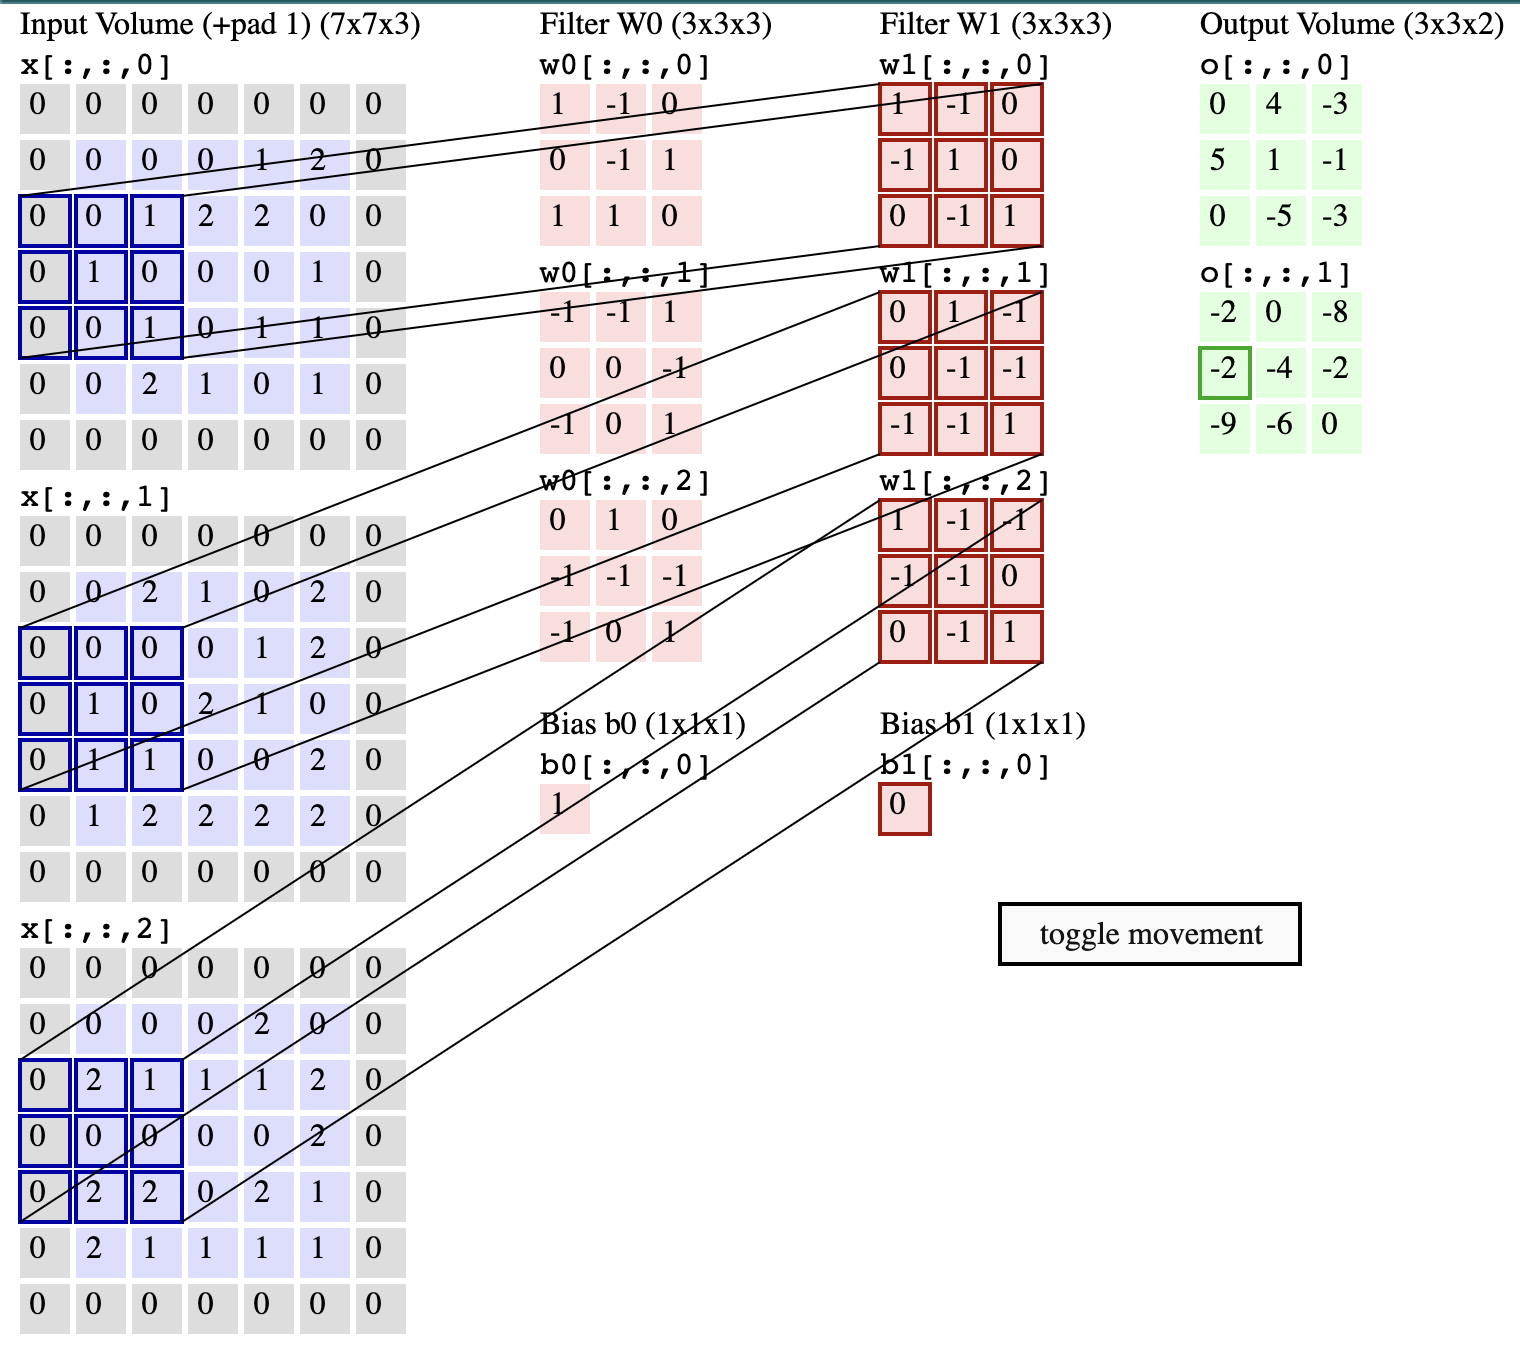 Input Volume (+pad 1) (7x7x3)
x[:,:,0]
0 0 0 0 0 0 0
0 0 0 0 1 2 0
0 0 1 2 2 0 0
0 1 0 0 0 1 0
0 0 1 0 1 1 0
0 0 2 1 0 1 0
0 0 0 0 0 0 0
x[:,:,1]
0 0 0 0 0 0 0
0 0 2 1 0 2 0
0 0 0 0 1 2 0
0 1 0 2 1 0 0
0 1 1 0 0 2 0
0 1 2 2 2 2 0
0 0 0 0 0 0 0
x[:,:,2]
0 0 0 0 0 0 0
0 0 0 0 2 0 0
0 2 1 1 1 2 0
0 0 0 0 0 2 0
0 2 2 0 2 1 0
0 2 1 1 1 1 0
0 0 0 0 0 0 0
Filter W0 (3x3x3)
w0[:,:,0]
1 -1 0
0 -1 1
1 1 0
w0[:,:,1]
-1 -1 1
0 0 -1
-1 0 1
w0[:,:,2]
0 1 0
-1 -1 -1
-1 0 1
Bias b0 (1x1x1)
b0[:,:,0]
1
Filter W1 (3x3x3)
w1[:,:,0]
1 -1 0
-1 1 0
0 -1 1
w1[:,:,1]
0 1 -1
0 -1 -1
-1 -1 1
w1[:,:,2]
1 -1 -1
-1 -1 0
0 -1 1
Bias b1 (1x1x1)
b1[:,:,0]
0
Output Volume (3x3x2)
o[:,:,0]
0 4 -3
5 1 -1
0 -5 -3
o[:,:,1]
-2 0 -8
-2 -4 -2
-9 -6 0
toggle movement